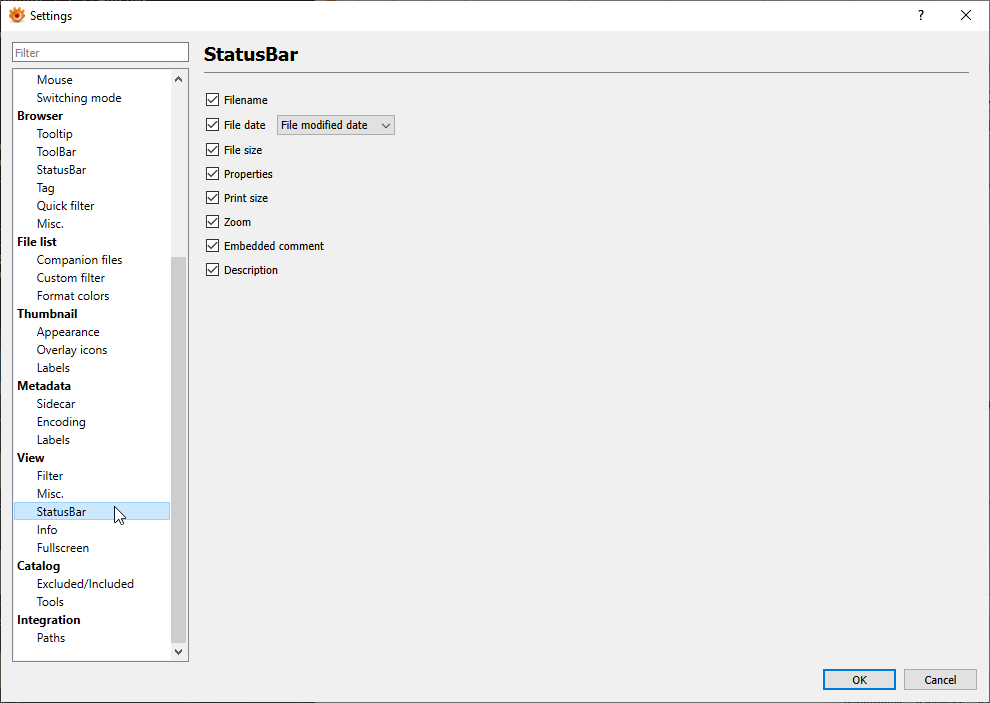 Settings
?
Filter
Mouse
Switching mode
Browser
Tooltip
ToolBar
StatusBar
Tag
Quick filter
Misc.
File list
Companion files
Custom filter
Format colors
Thumbnail
Appearance
Overlay icons
Labels
Metadata
Sidecar
Encoding
Labels
View
Filter
Misc.
StatusBar
Info
Fullscreen
Catalog
Excluded/Included
Tools
Integration
Paths
StatusBar
Filename
File date File modified date
File size
Properties
Print size
Zoom
Embedded comment
Description
OK Cancel